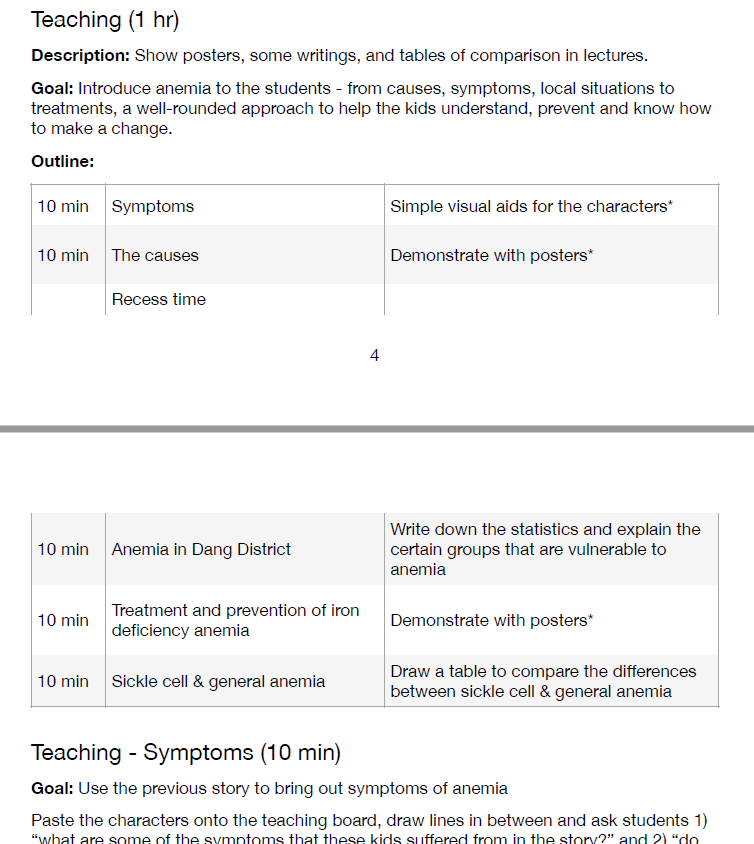 Teaching (1 hr)
Description: Show posters, some writings, and tables of comparison in lectures.
Goal: Introduce anemia to the students - from causes, symptoms, local situations to
treatments, a well-rounded approach to help the kids understand, prevent and know how
to make a change.
Outline:
10 min Symptoms Simple visual aids for the characters*
10 min The causes Demonstrate with posters*
Recess time
4
10 min Anemia in Dang District Write down the statistics and explain the
certain groups that are vulnerable to
anemia
10 min Treatment and prevention of iron
deficiency anemia Demonstrate with posters*
10 min Sickle cell & general anemia Draw a table to compare the differences
between sickle cell & general anemia
Teaching - Symptoms (10 min)
Goal: Use the previous story to bring out symptoms of anemia
Paste the characters onto the teaching board, draw lines in between and ask students 1)
“what are some of the symptoms that these kids suffered from in the story?” and 2) “do